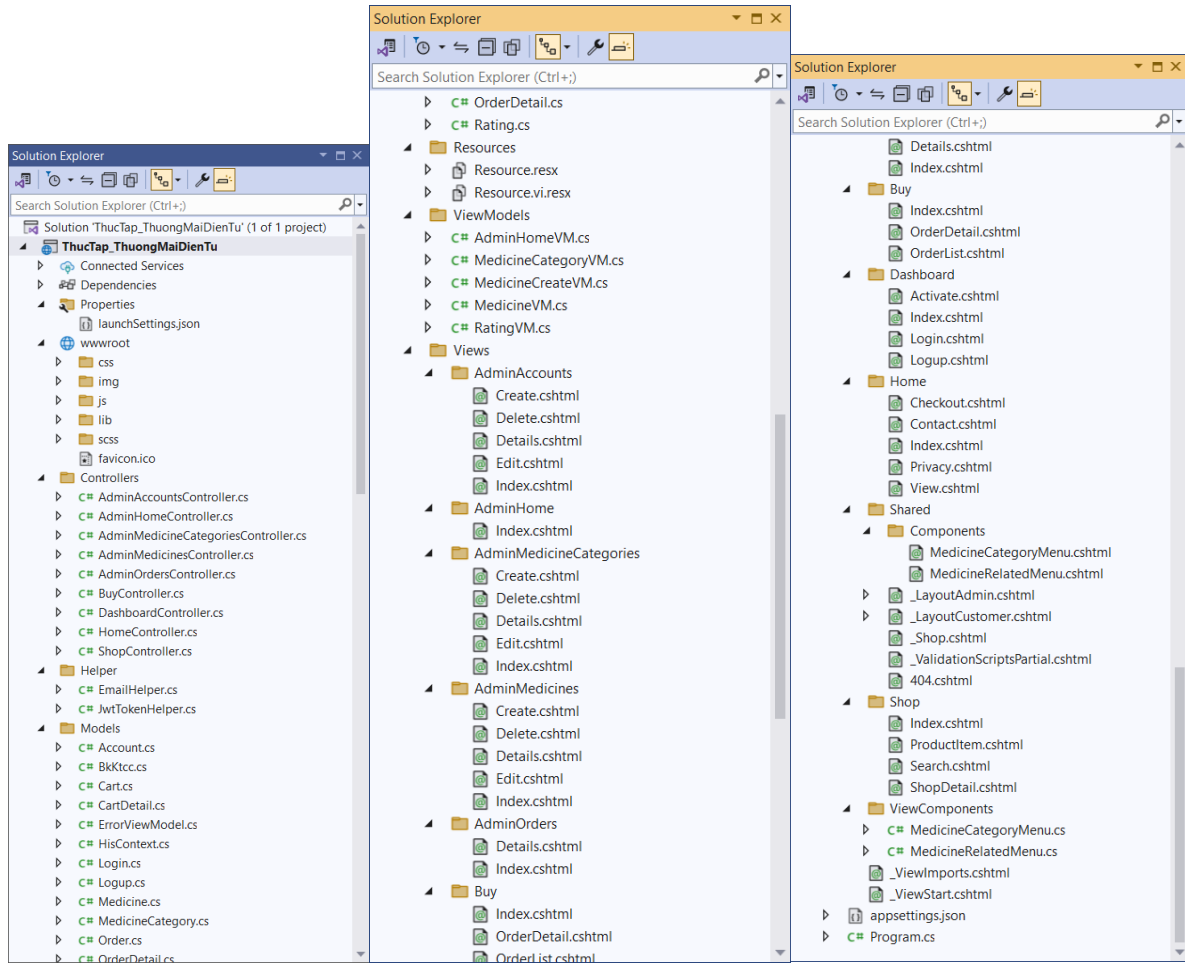 Solution Explorer
Search Solution Explorer (Ctrl+;)
Solution 'ThucTap_ThuongMaiDienTu' (1 of 1 project)
ThucTap_ThuongMaiDienTu
Connected Services
Dependencies
Properties
launchSettings.json
wwwroot
css
img
js
lib
scss
favicon.ico
Controllers
C# AdminAccountsController.cs
C# AdminHomeController.cs
C# AdminMedicineCategoriesController.cs
C# AdminMedicinesController.cs
C# AdminOrdersController.cs
C# BuyController.cs
C# DashboardController.cs
C# HomeController.cs
C# ShopController.cs
Helper
C# EmailHelper.cs
C# JwtTokenHelper.cs
Models
C# Account.cs
C# BkKtcc.cs
C# Cart.cs
C# CartDetail.cs
C# ErrorViewModel.cs
C# HisContext.cs
C# Login.cs
C# Logup.cs
C# Medicine.cs
C# MedicineCategory.cs
C# Order.cs
C# OrderDetail.cs
Solution Explorer
Search Solution Explorer (Ctrl+;)
C# OrderDetail.cs
C# Rating.cs
Resources
Resource.resx
Resource.vi.resx
ViewModels
C# AdminHomeVM.cs
C# MedicineCategoryVM.cs
C# MedicineCreateVM.cs
C# MedicineVM.cs
C# RatingVM.cs
Views
AdminAccounts
Create.cshtml
Delete.cshtml
Details.cshtml
Edit.cshtml
Index.cshtml
AdminHome
Index.cshtml
AdminMedicineCategories
Create.cshtml
Delete.cshtml
Details.cshtml
Edit.cshtml
Index.cshtml
AdminMedicines
Create.cshtml
Delete.cshtml
Details.cshtml
Edit.cshtml
Index.cshtml
AdminOrders
Details.cshtml
Index.cshtml
Buy
Index.cshtml
OrderDetail.cshtml
OrderList.cshtml
Solution Explorer
Search Solution Explorer (Ctrl+;)
Details.cshtml
Index.cshtml
Buy
Index.cshtml
OrderDetail.cshtml
OrderList.cshtml
Dashboard
Activate.cshtml
Index.cshtml
Login.cshtml
Logup.cshtml
Home
Checkout.cshtml
Contact.cshtml
Index.cshtml
Privacy.cshtml
View.cshtml
Shared
Components
MedicineCategoryMenu.cshtml
MedicineRelatedMenu.cshtml
_LayoutAdmin.cshtml
_LayoutCustomer.cshtml
_Shop.cshtml
_ValidationScriptsPartial.cshtml
404.cshtml
Shop
Index.cshtml
ProductItem.cshtml
Search.cshtml
ShopDetail.cshtml
ViewComponents
C# MedicineCategoryMenu.cs
C# MedicineRelatedMenu.cs
_ViewImports.cshtml
_ViewStart.cshtml
appsettings.json
C# Program.cs